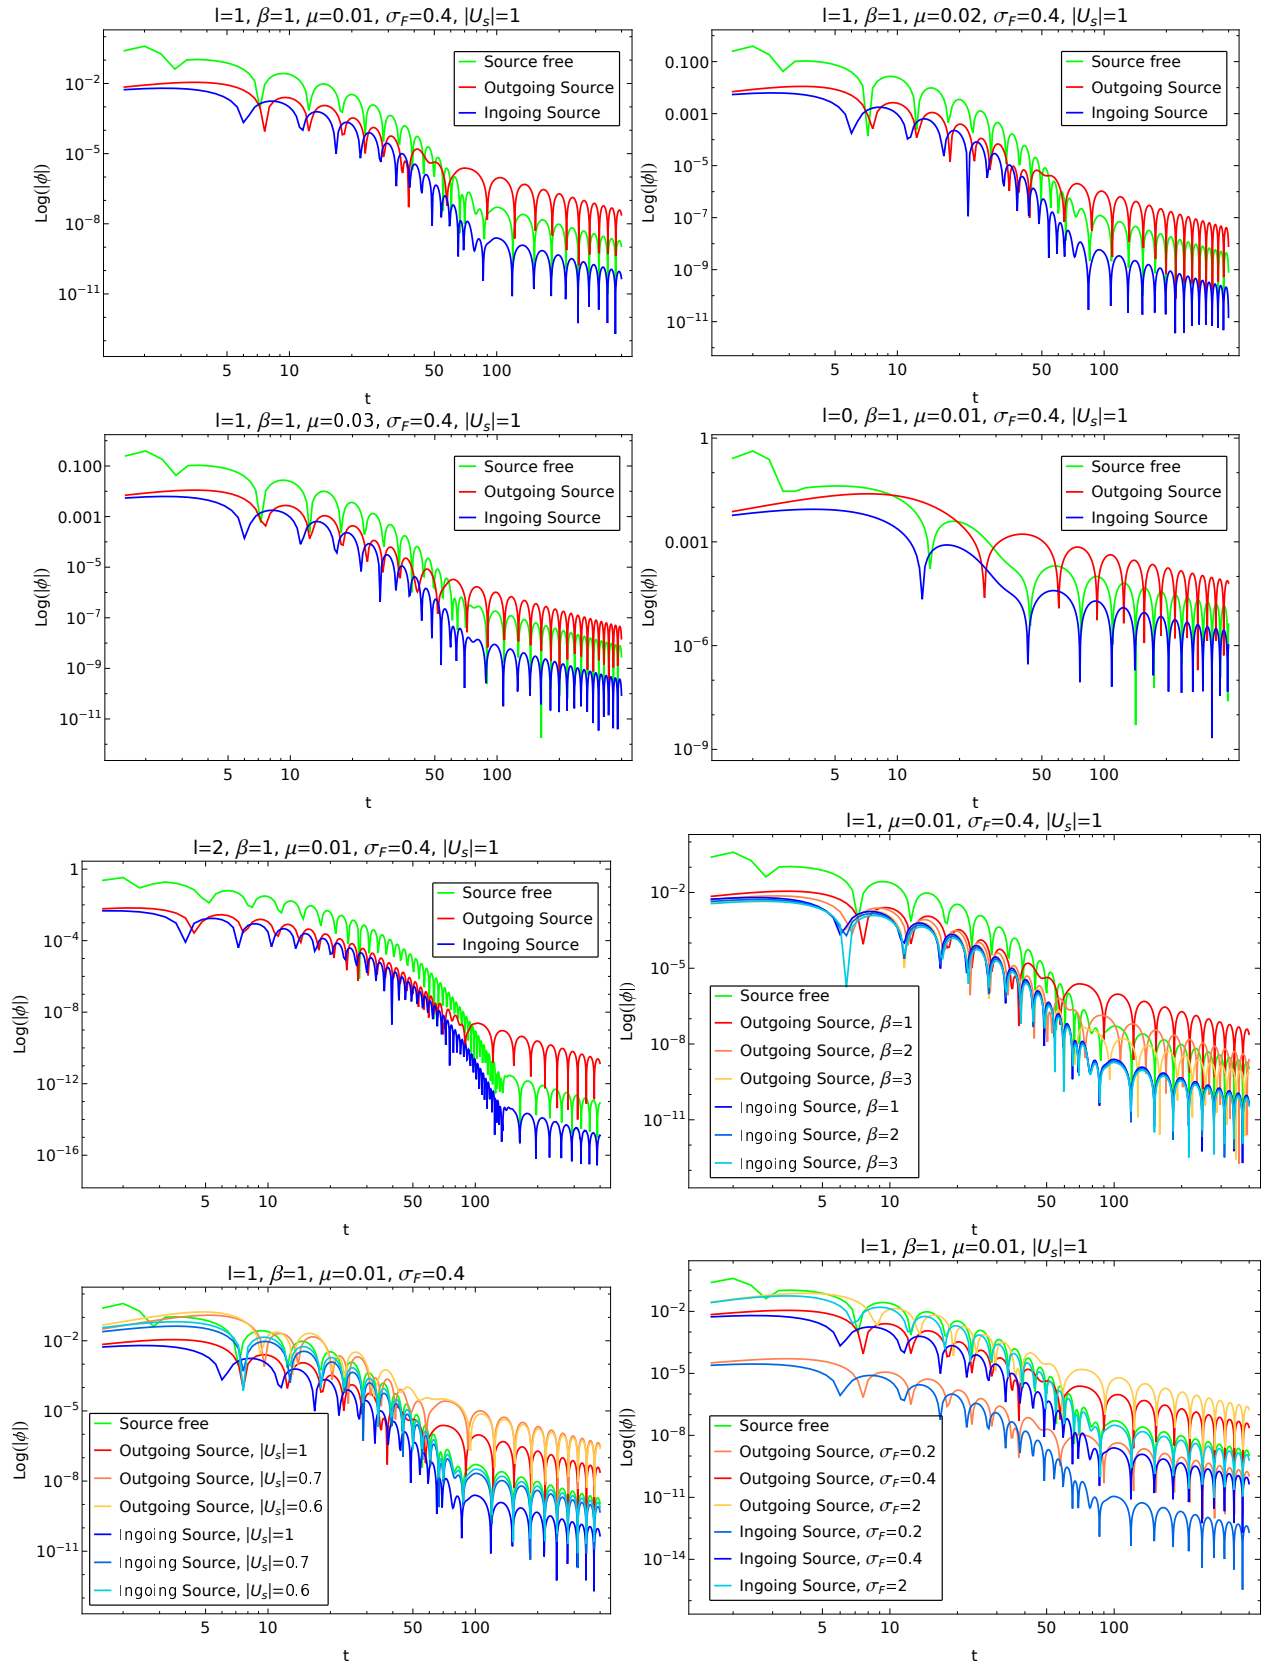 l=1, β=1, μ=0.01, σ_F=0.4, |U_s|=1
Log(|ϕ|)
10^−2
10^−5
10^−8
10^−11
Source free
Outgoing Source
Ingoing Source
5 10 50 100
t
l=1, β=1, μ=0.02, σ_F=0.4, |U_s|=1
Log(|ϕ|)
0.100
0.001
10^−5
10^−7
10^−9
10^−11
Source free
Outgoing Source
Ingoing Source
5 10 50 100
t
l=1, β=1, μ=0.03, σ_F=0.4, |U_s|=1
Log(|ϕ|)
0.100
0.001
10^−5
10^−7
10^−9
10^−11
Source free
Outgoing Source
Ingoing Source
5 10 50 100
t
l=0, β=1, μ=0.01, σ_F=0.4, |U_s|=1
Log(|ϕ|)
1
0.001
10^−6
10^−9
Source free
Outgoing Source
Ingoing Source
5 10 50 100
t
l=2, β=1, μ=0.01, σ_F=0.4, |U_s|=1
Log(|ϕ|)
1
10^−4
10^−8
10^−12
10^−16
Source free
Outgoing Source
Ingoing Source
5 10 50 100
t
l=1, μ=0.01, σ_F=0.4, |U_s|=1
Log(|ϕ|)
10^−2
10^−5
10^−8
10^−11
Source free
Outgoing Source, β=1
Outgoing Source, β=2
Outgoing Source, β=3
Ingoing Source, β=1
Ingoing Source, β=2
Ingoing Source, β=3
5 10 50 100
t
l=1, β=1, μ=0.01, σ_F=0.4
Log(|ϕ|)
10^−2
10^−5
10^−8
10^−11
Source free
Outgoing Source, |U_s|=1
Outgoing Source, |U_s|=0.7
Outgoing Source, |U_s|=0.6
Ingoing Source, |U_s|=1
Ingoing Source, |U_s|=0.7
Ingoing Source, |U_s|=0.6
5 10 50 100
t
l=1, β=1, μ=0.01, |U_s|=1
Log(|ϕ|)
10^−2
10^−5
10^−8
10^−11
10^−14
Source free
Outgoing Source, σ_F=0.2
Outgoing Source, σ_F=0.4
Outgoing Source, σ_F=2
Ingoing Source, σ_F=0.2
Ingoing Source, σ_F=0.4
Ingoing Source, σ_F=2
5 10 50 100
t